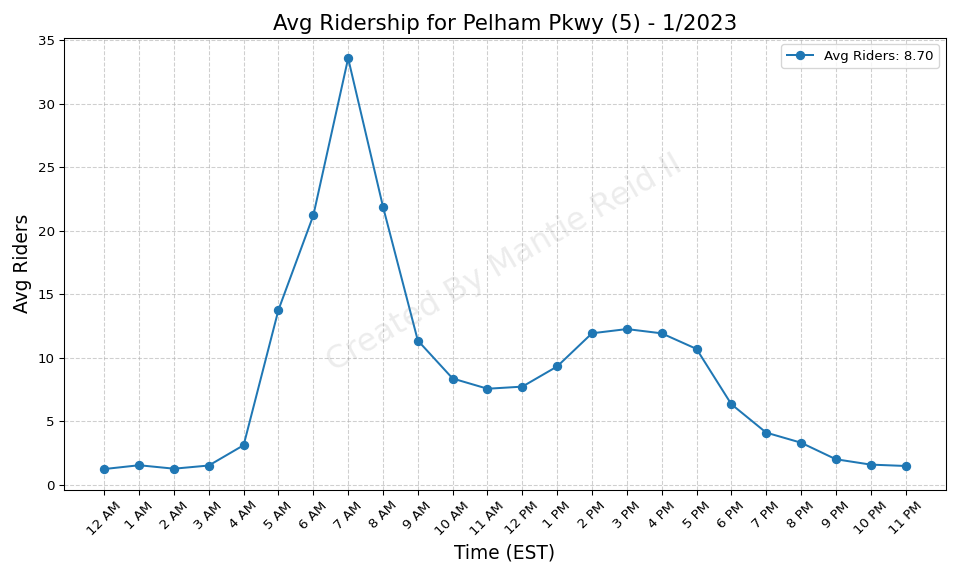 Avg Ridership for Pelham Pkwy (5) - 1/2023
Avg Riders: 8.70
Avg Riders
35
30
25
20
15
10
5
0
Created By Mantle Reid II
12 AM
1 AM
2 AM
3 AM
4 AM
5 AM
6 AM
7 AM
8 AM
9 AM
10 AM
11 AM
12 PM
1 PM
2 PM
3 PM
4 PM
5 PM
6 PM
7 PM
8 PM
9 PM
10 PM
11 PM
Time (EST)